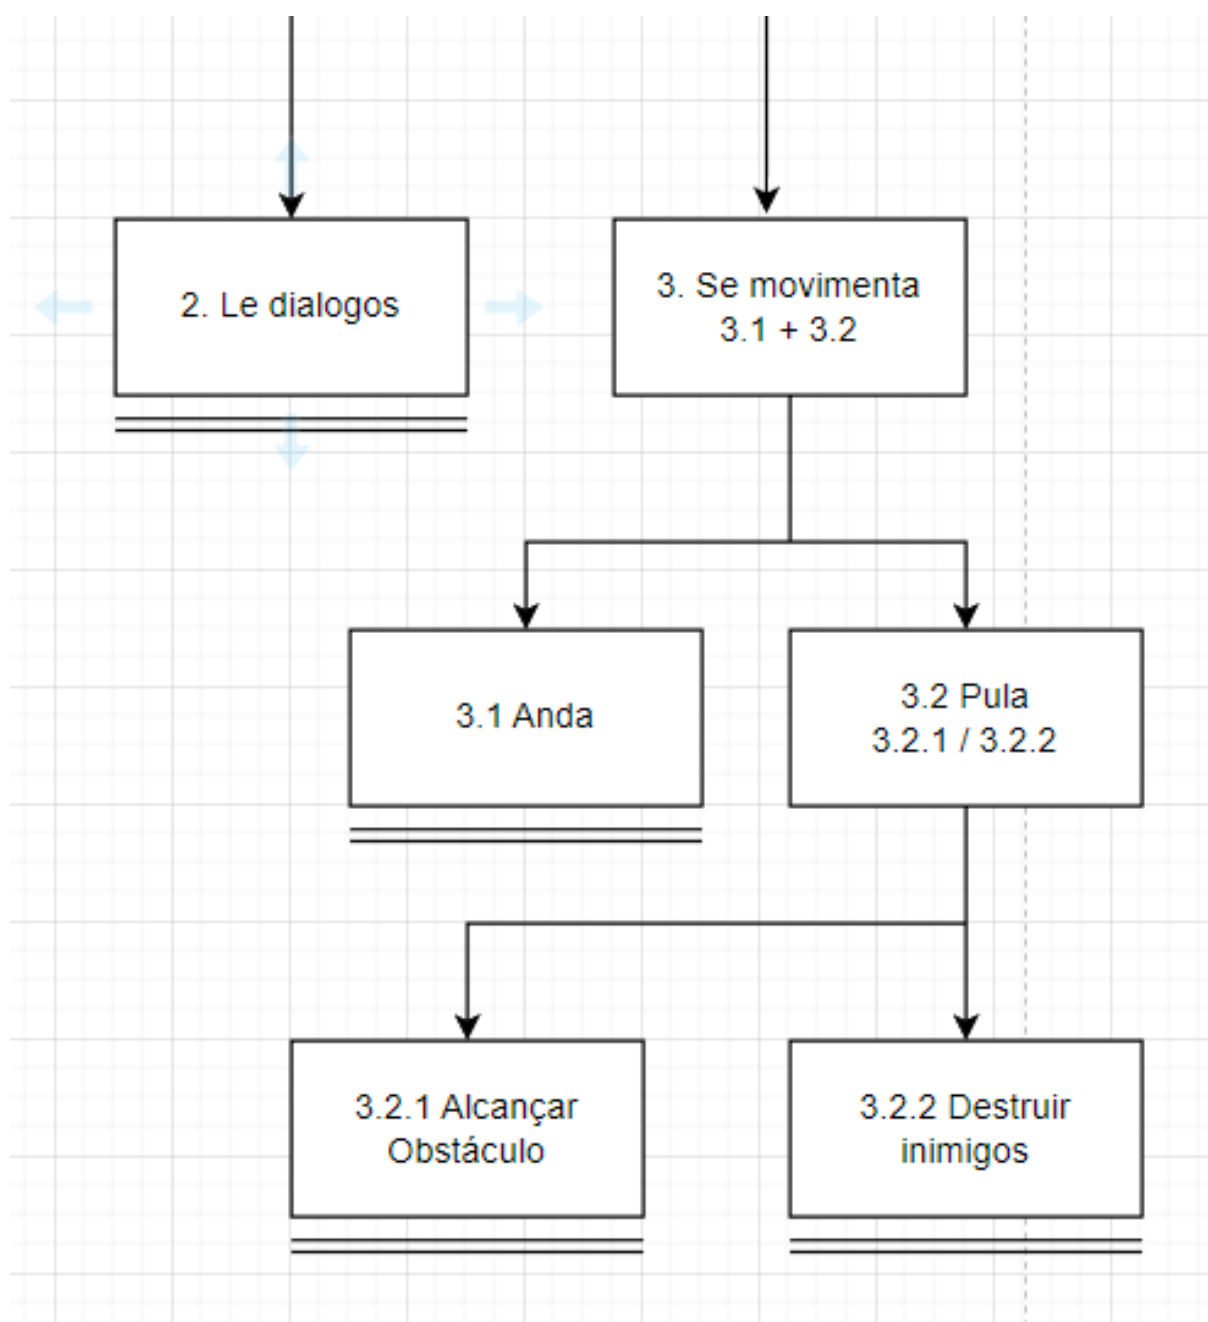 2. Le dialogos
3. Se movimenta
3.1 + 3.2
3.1 Anda
3.2 Pula
3.2.1 / 3.2.2
3.2.1 Alcançar
Obstáculo
3.2.2 Destruir
inimigos